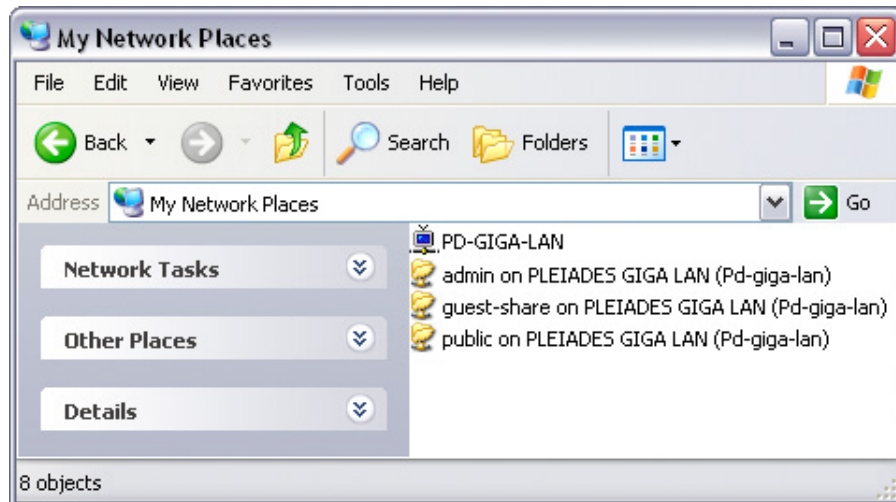 My Network Places
File Edit View Favorites Tools Help
Back Search Folders
Address My Network Places Go
PD-GIGA-LAN
Network Tasks
admin on PLEIADES GIGA LAN (Pd-giga-lan)
guest-share on PLEIADES GIGA LAN (Pd-giga-lan)
Other Places
public on PLEIADES GIGA LAN (Pd-giga-lan)
Details
8 objects